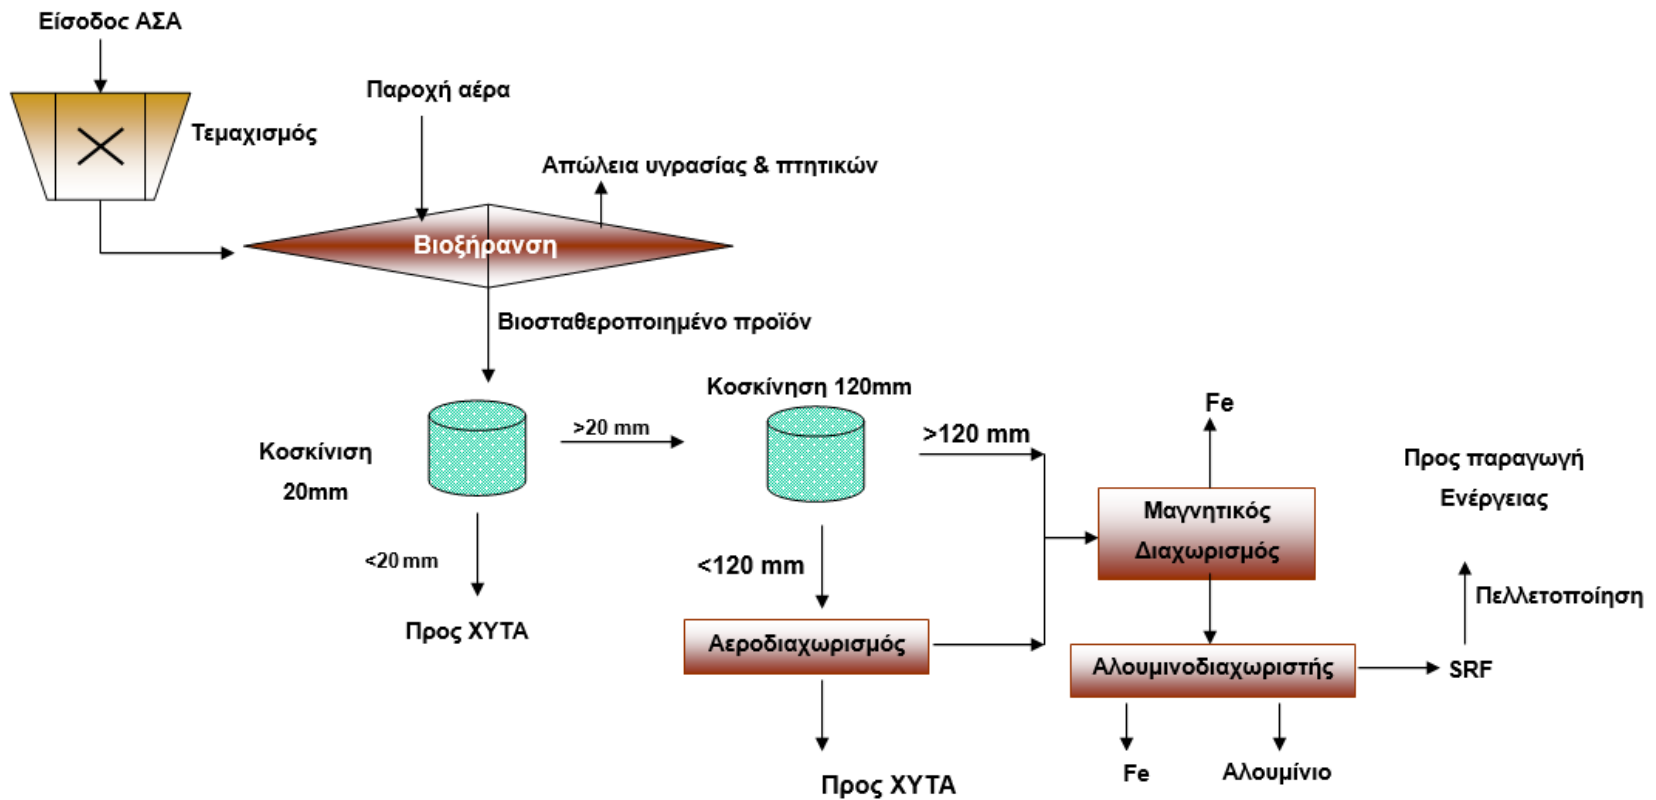 Είσοδος ΑΣΑ
Παροχή αέρα
Τεμαχισμός
Απώλεια υγρασίας & πτητικών
Βιοξήρανση
Βιοσταθεροποιημένο προϊόν
Κοσκίνηση 120mm
Κοσκίνιση
20mm
>20 mm
>120 mm
Fe
Προς παραγωγή
Ενέργειας
Μαγνητικός
Διαχωρισμός
<20 mm
<120 mm
Πελλετοποίηση
Προς ΧΥΤΑ
Αεροδιαχωρισμός
Αλουμινοδιαχωριστής
SRF
Προς ΧΥΤΑ
Fe
Αλουμίνιο